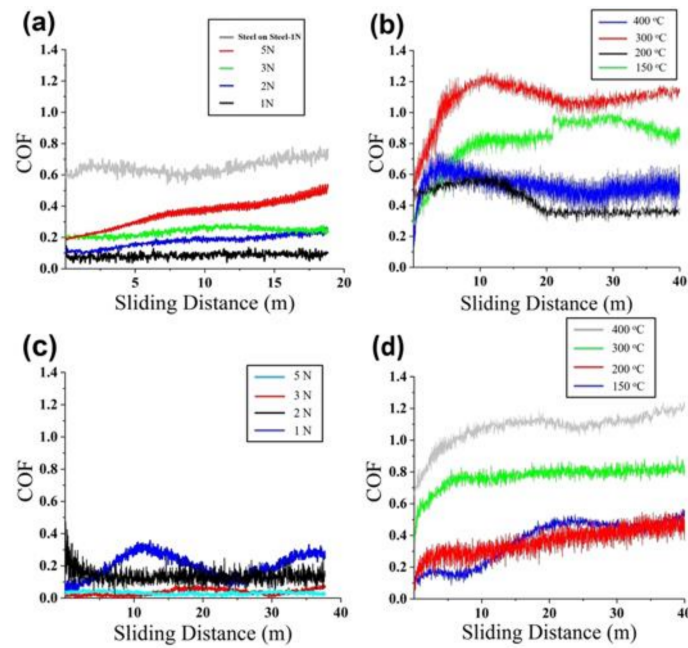 (a)
Steel on Steel-1N
5N
3N
2N
1N
1.4
1.2
1.0
0.8
0.6
0.4
0.2
0.0
COF
5
10
15
20
Sliding Distance (m)
(b)
400 °C
300 °C
200 °C
150 °C
1.4
1.2
1.0
0.8
0.6
0.4
0.2
0.0
COF
0
10
20
30
40
Sliding Distance (m)
(c)
5 N
3 N
2 N
1 N
1.4
1.2
1.0
0.8
0.6
0.4
0.2
0.0
COF
0
10
20
30
40
Sliding Distance (m)
(d)
400 °C
300 °C
200 °C
150 °C
1.4
1.2
1.0
0.8
0.6
0.4
0.2
0.0
COF
10
20
30
40
Sliding Distance (m)